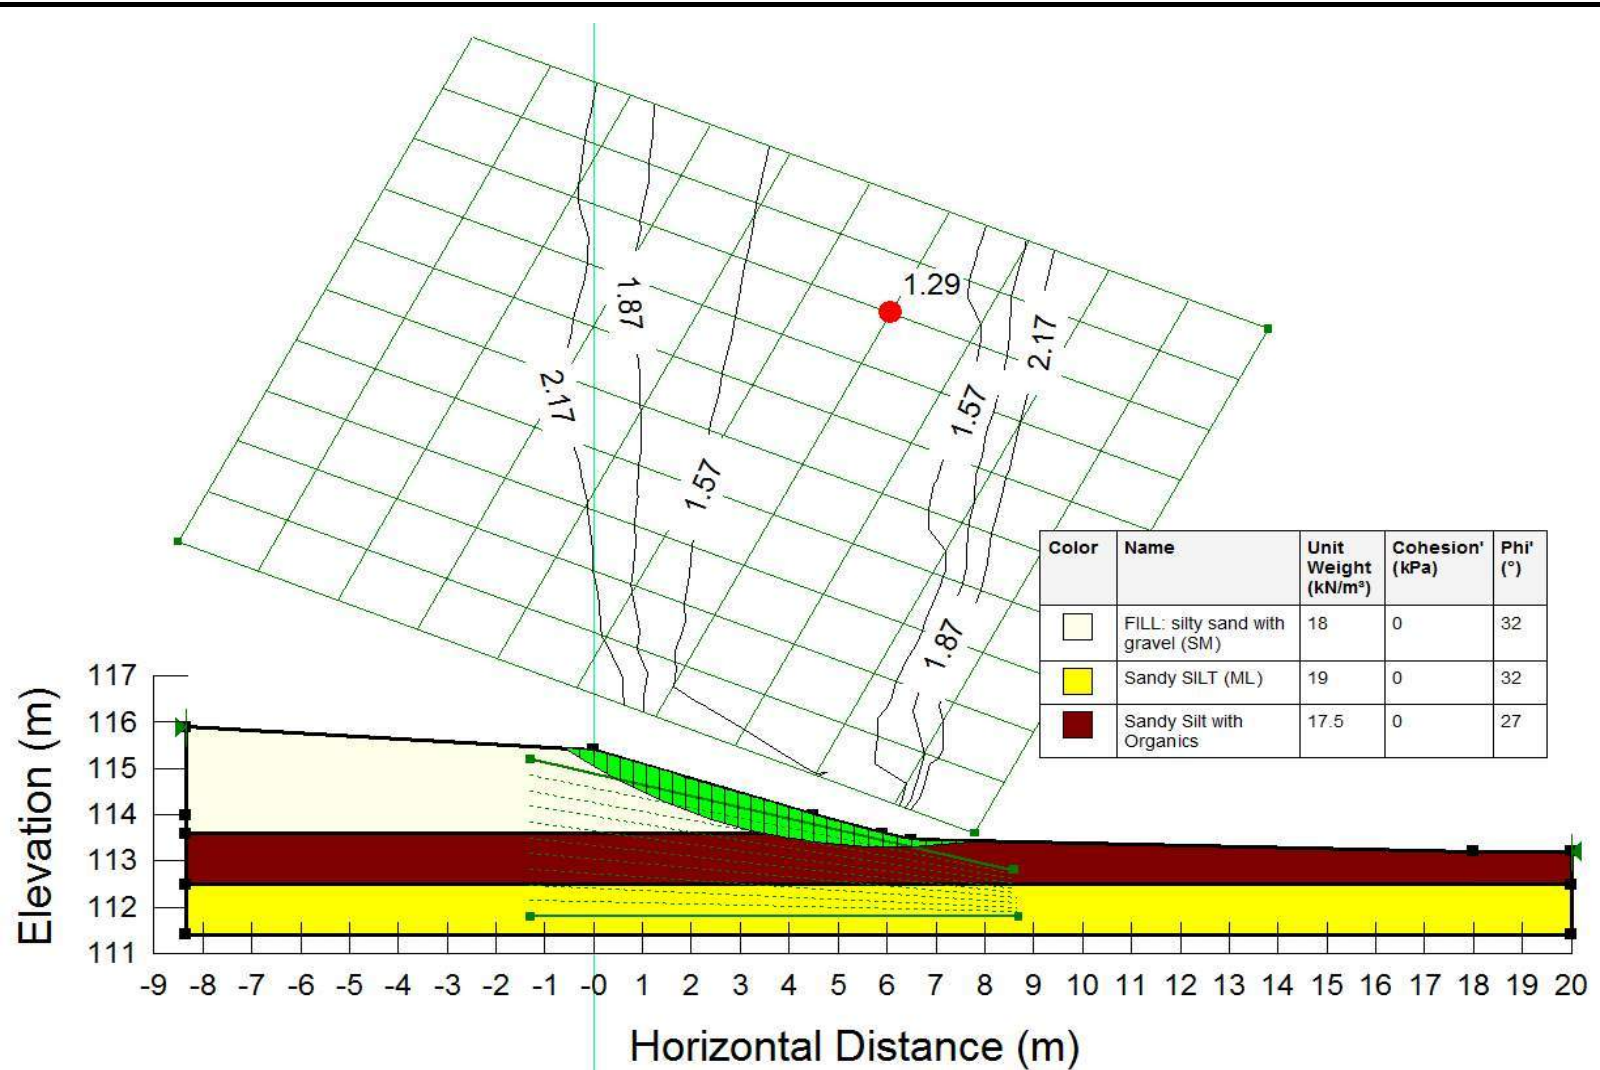 1.29
1.87
2.17
2.17
1.57
1.57
1.87
Color Name Unit Weight (kN/m³) Cohesion' (kPa) Phi' (°)
FILL: silty sand with gravel (SM) 18 0 32
Sandy SILT (ML) 19 0 32
Sandy Silt with Organics 17.5 0 27
Elevation (m)
117
116
115
114
113
112
111
-9 -8 -7 -6 -5 -4 -3 -2 -1 -0 1 2 3 4 5 6 7 8 9 10 11 12 13 14 15 16 17 18 19 20
Horizontal Distance (m)